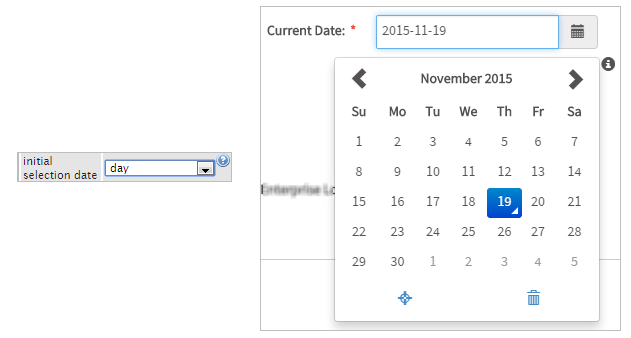 initial
selection date
day
Current Date: *
2015-11-19
November 2015
Su Mo Tu We Th Fr Sa
1 2 3 4 5 6 7
8 9 10 11 12 13 14
15 16 17 18 19 20 21
22 23 24 25 26 27 28
29 30 1 2 3 4 5